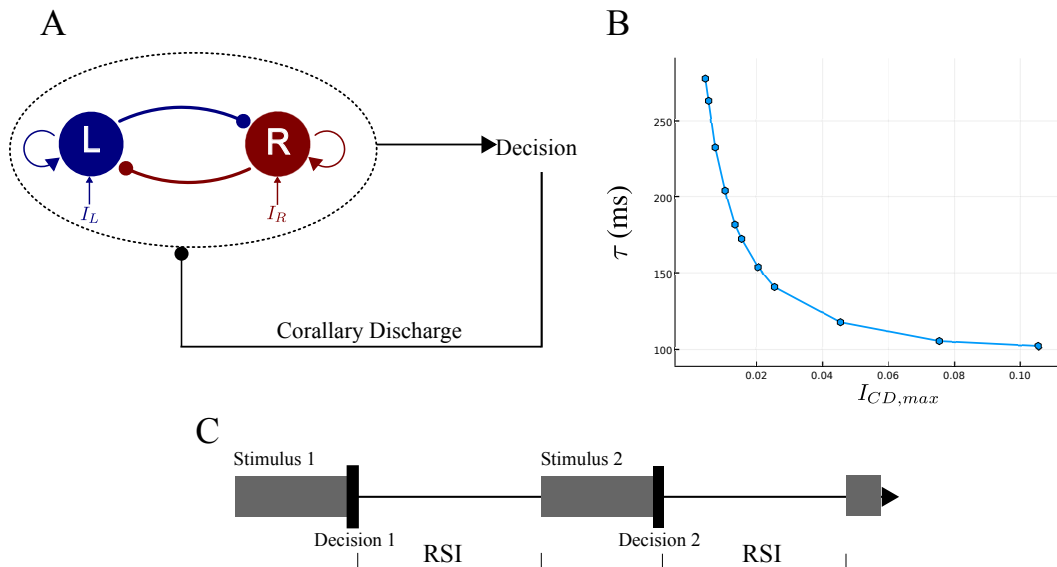 A
L
R
I_L
I_R
Decision
Corallary Discharge
B
τ (ms)
250
200
150
100
0.02
0.04
0.06
0.08
0.10
I_{CD,max}
C
Stimulus 1
Stimulus 2
Decision 1
RSI
Decision 2
RSI